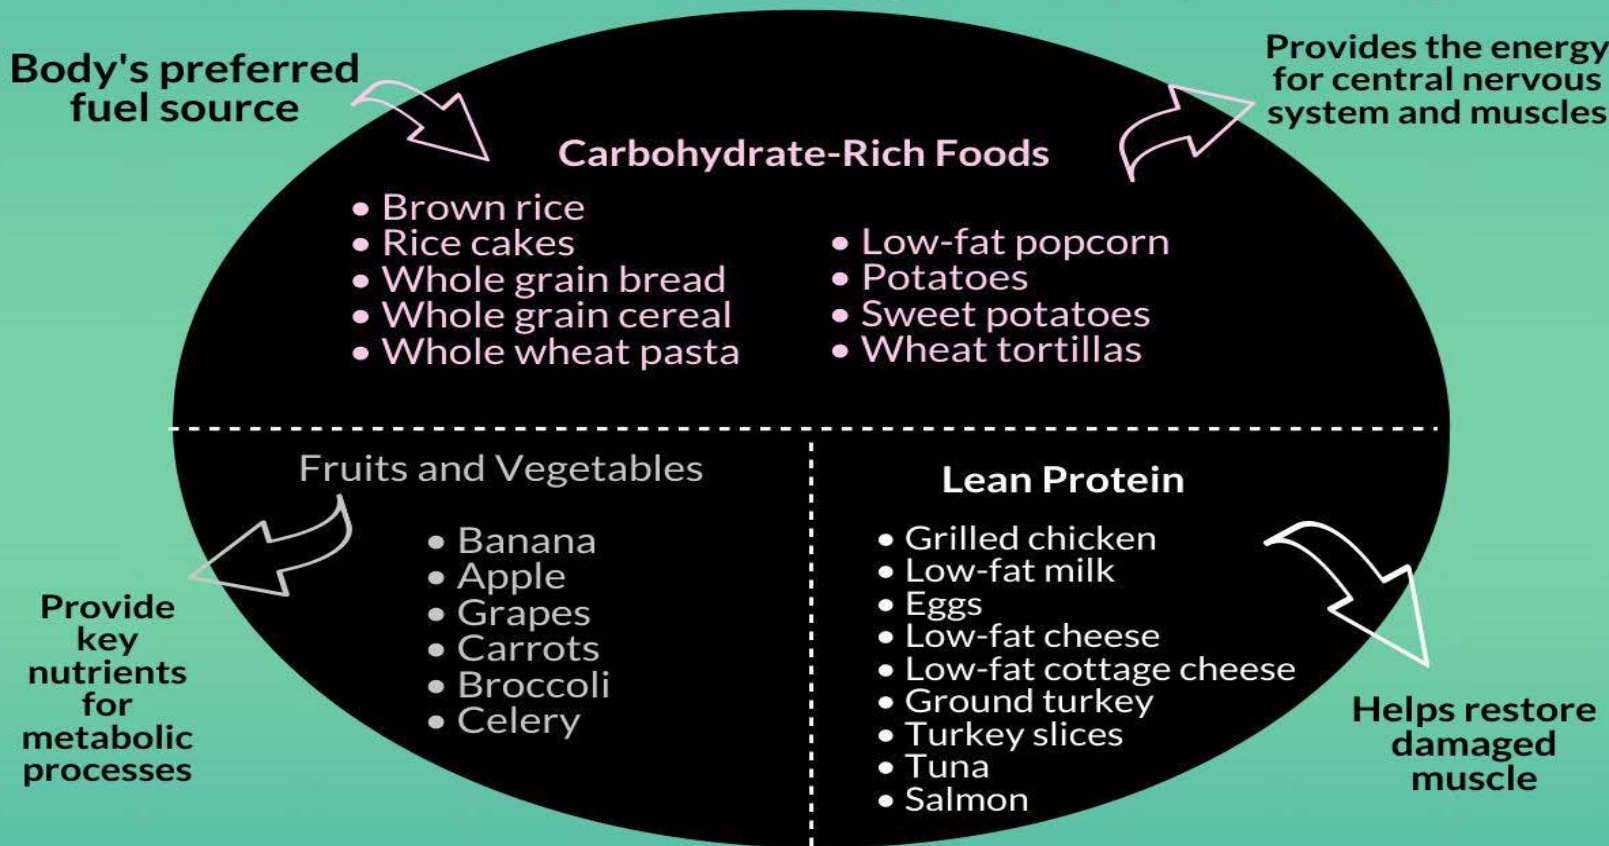 Body's preferred
fuel source
Provides the energy
for central nervous
system and muscles
Carbohydrate-Rich Foods
• Brown rice
• Rice cakes
• Whole grain bread
• Whole grain cereal
• Whole wheat pasta
• Low-fat popcorn
• Potatoes
• Sweet potatoes
• Wheat tortillas
Fruits and Vegetables
• Banana
• Apple
• Grapes
• Carrots
• Broccoli
• Celery
Provide
key
nutrients
for
metabolic
processes
Lean Protein
• Grilled chicken
• Low-fat milk
• Eggs
• Low-fat cheese
• Low-fat cottage cheese
• Ground turkey
• Turkey slices
• Tuna
• Salmon
Helps restore
damaged
muscle